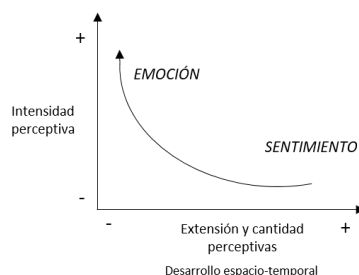 +
EMOCIÓN
Intensidad
perceptiva
SENTIMIENTO
-
-
+
Extensión y cantidad
perceptivas
Desarrollo espacio-temporal